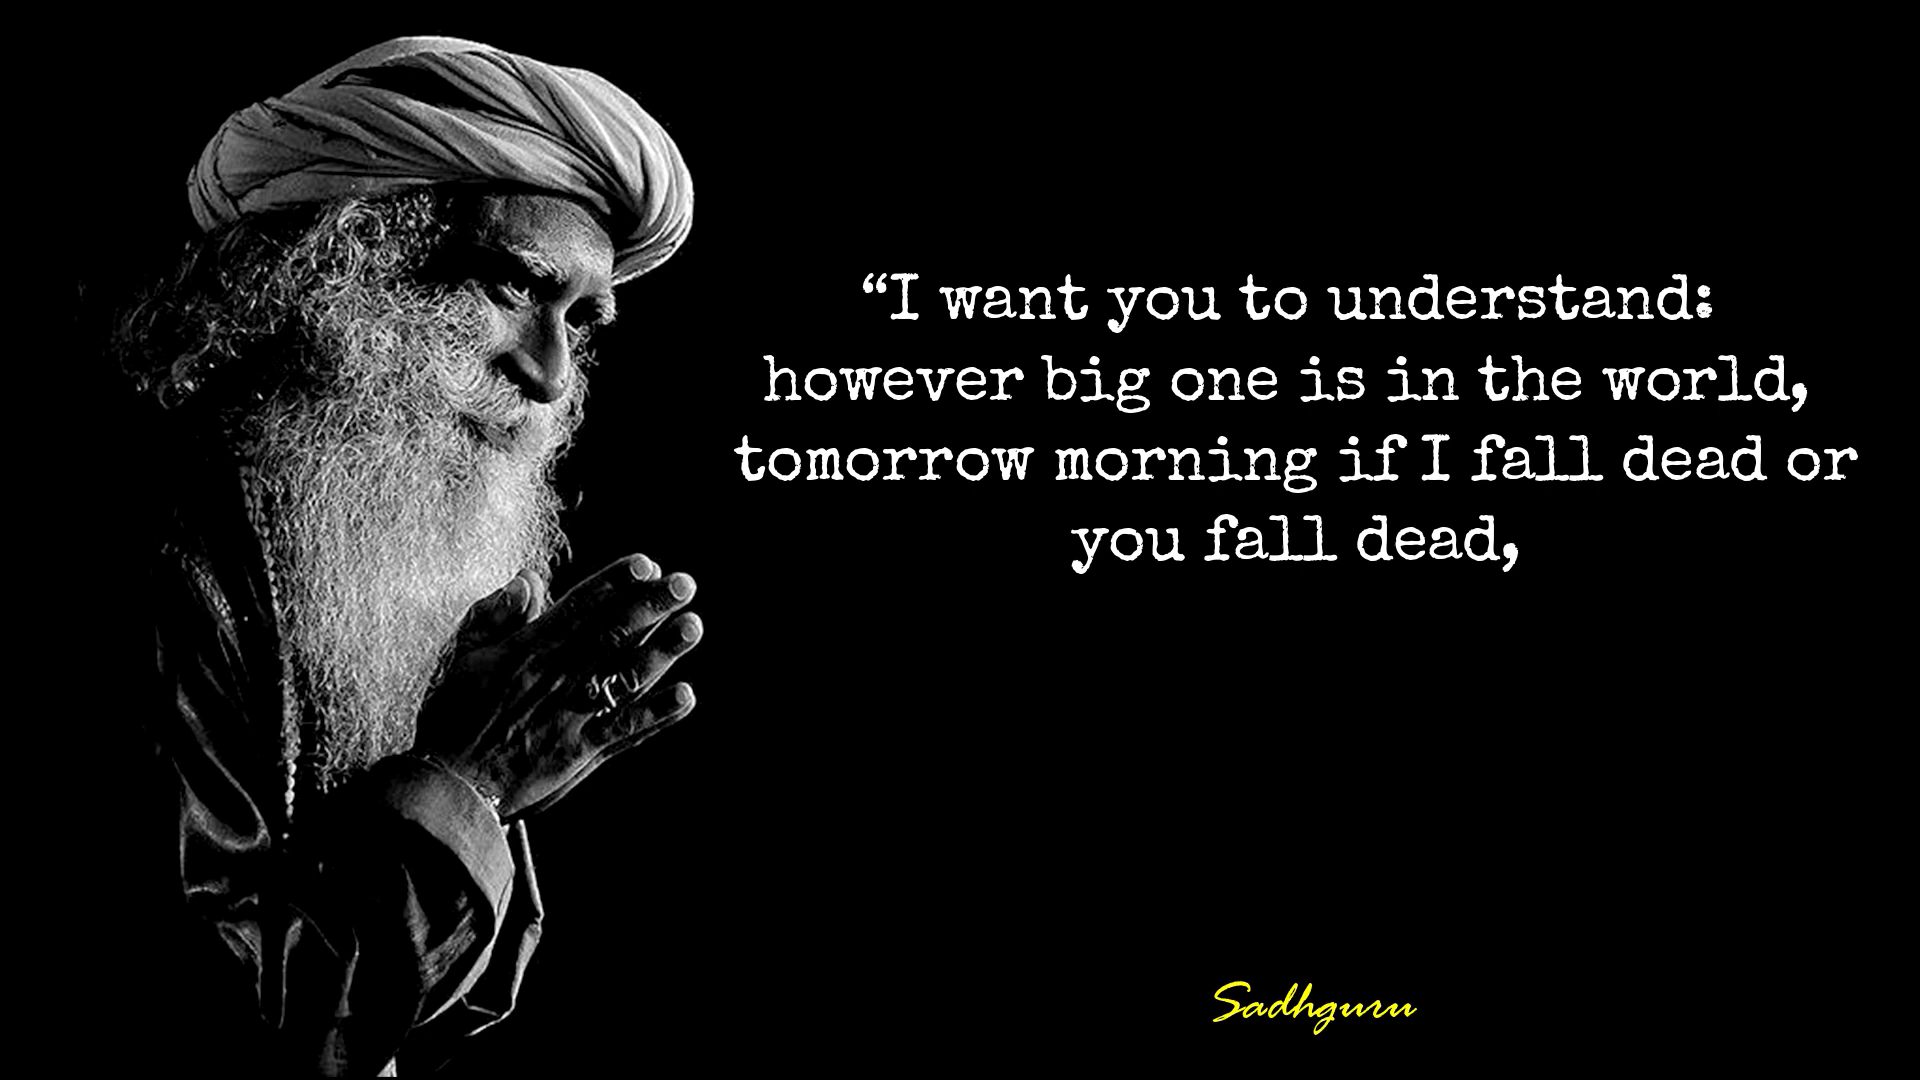 “I want you to understand:
however big one is in the world,
tomorrow morning if I fall dead or
you fall dead,
Sadhguru